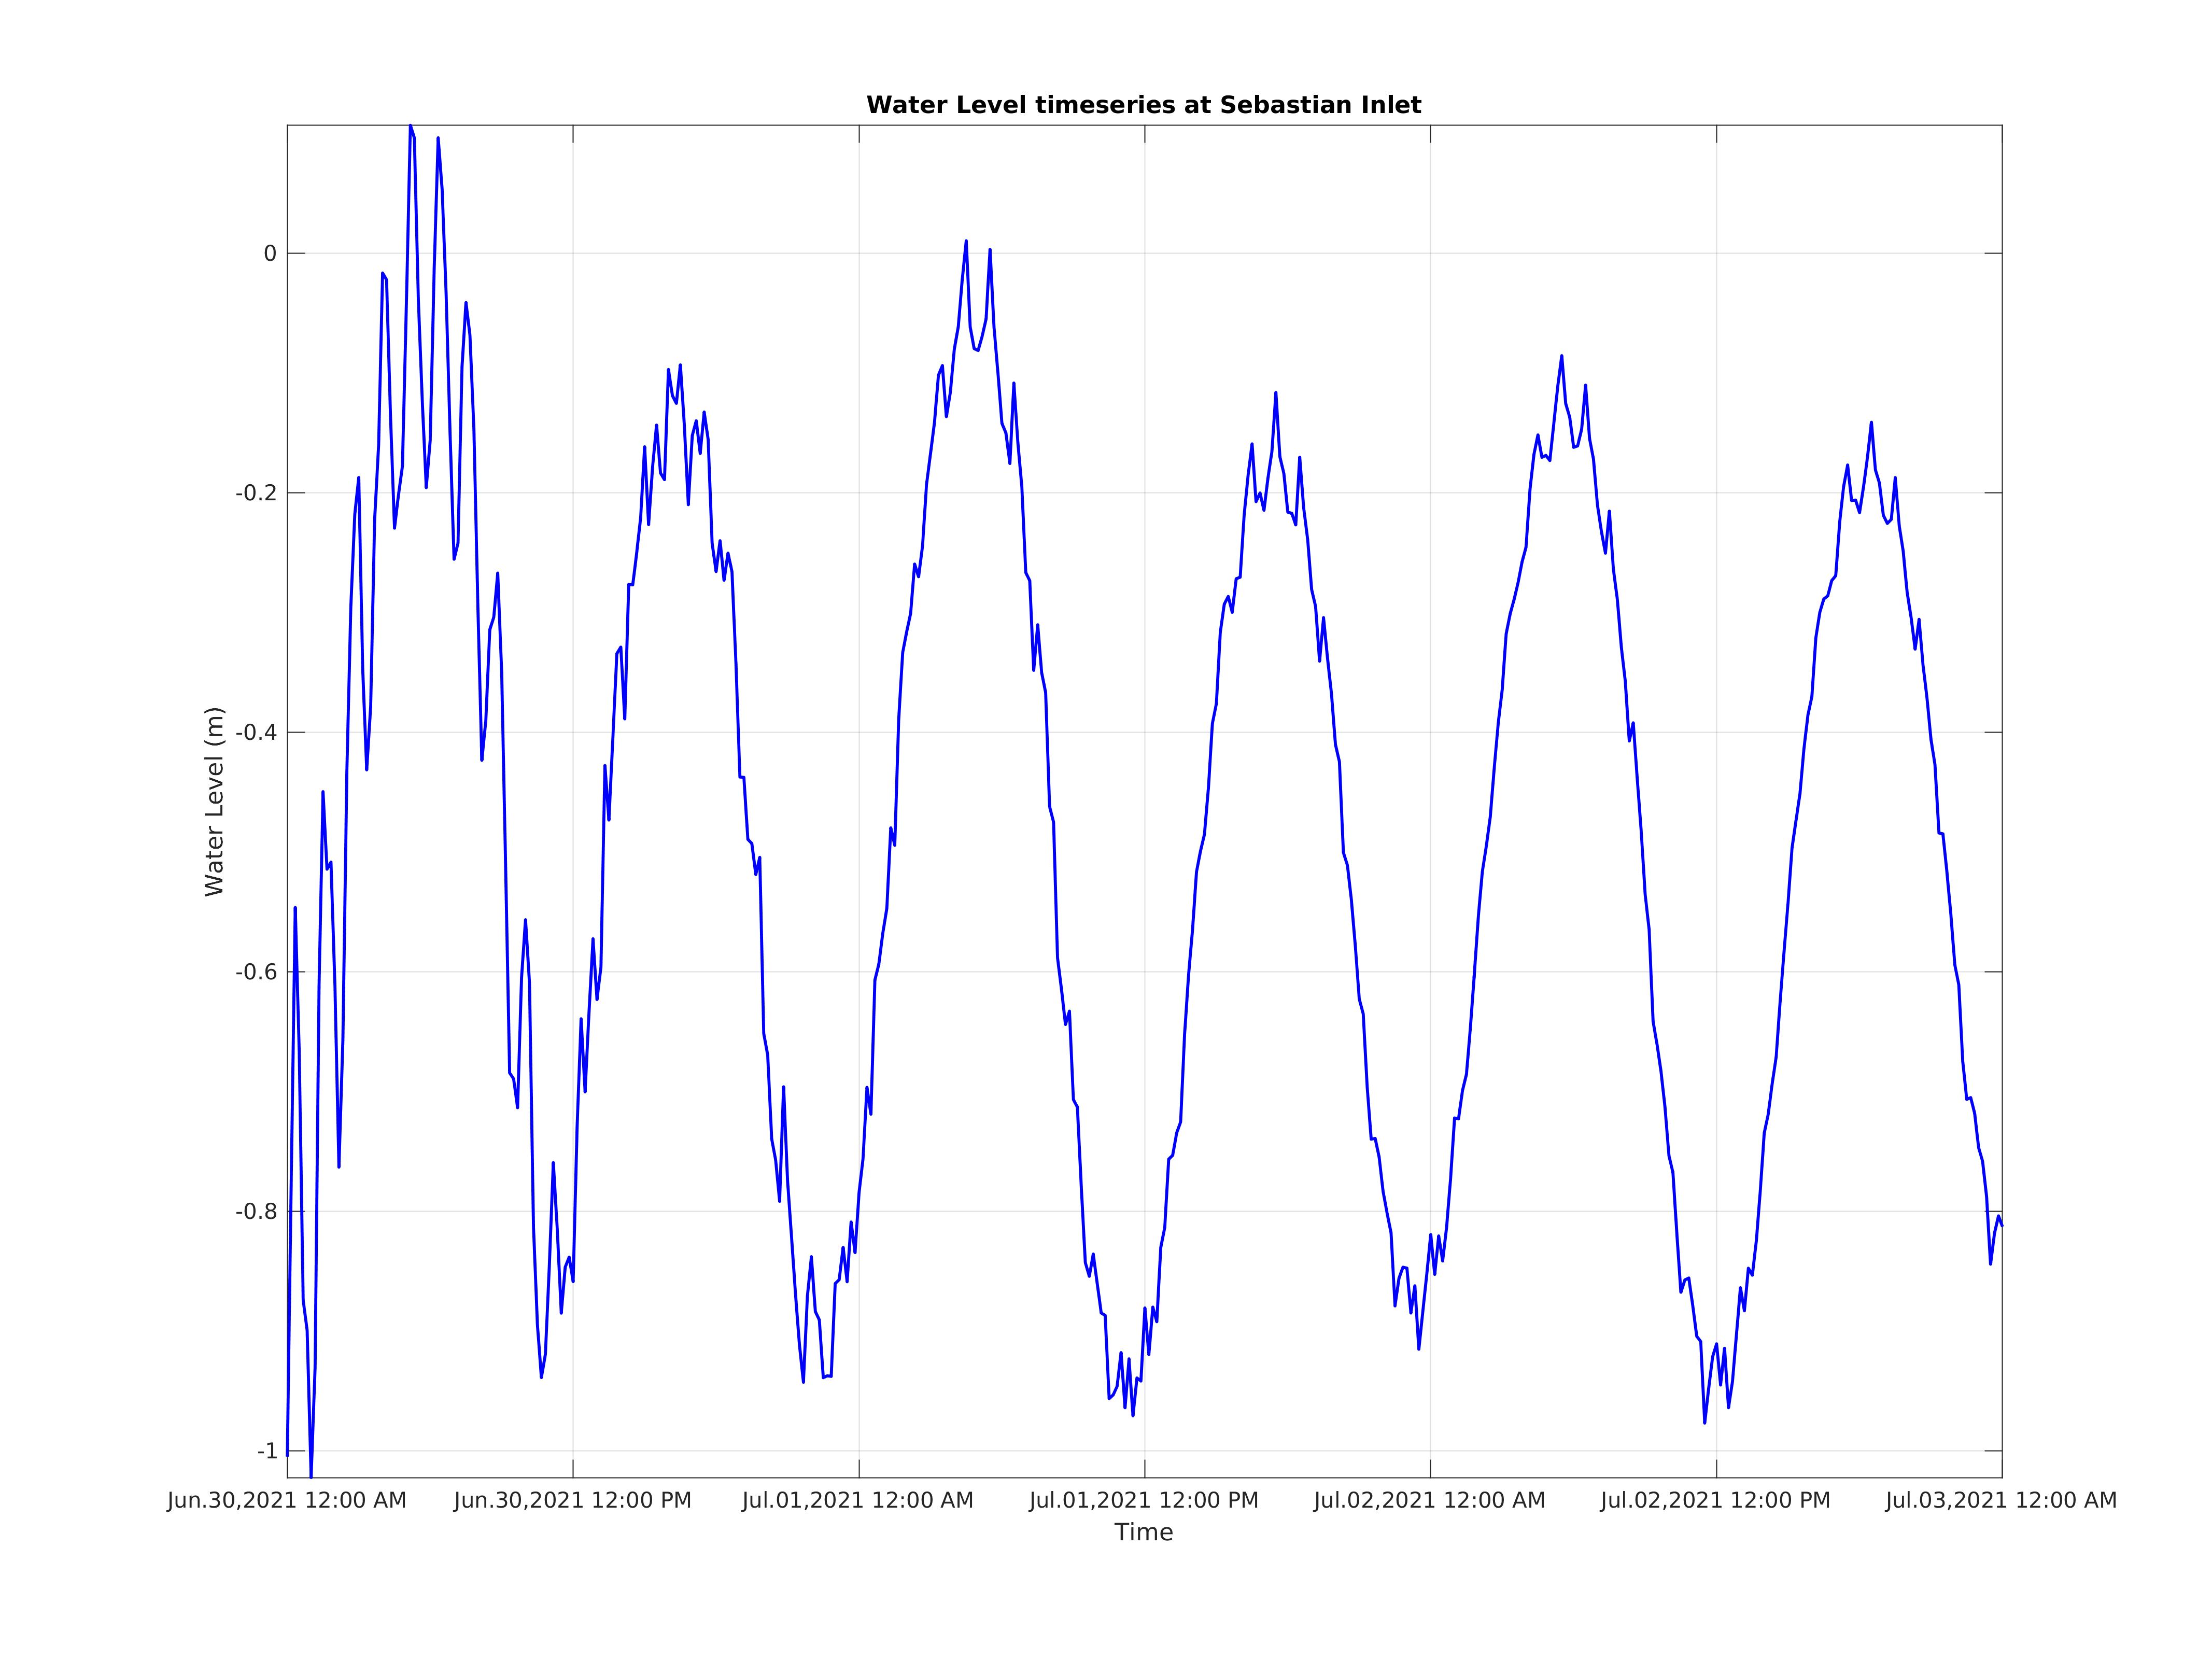 Water Level timeseries at Sebastian Inlet
0
-0.2
-0.4
-0.6
-0.8
-1
Water Level (m)
Jun.30,2021 12:00 AM Jun.30,2021 12:00 PM Jul.01,2021 12:00 AM Jul.01,2021 12:00 PM Jul.02,2021 12:00 AM Jul.02,2021 12:00 PM Jul.03,2021 12:00 AM
Time